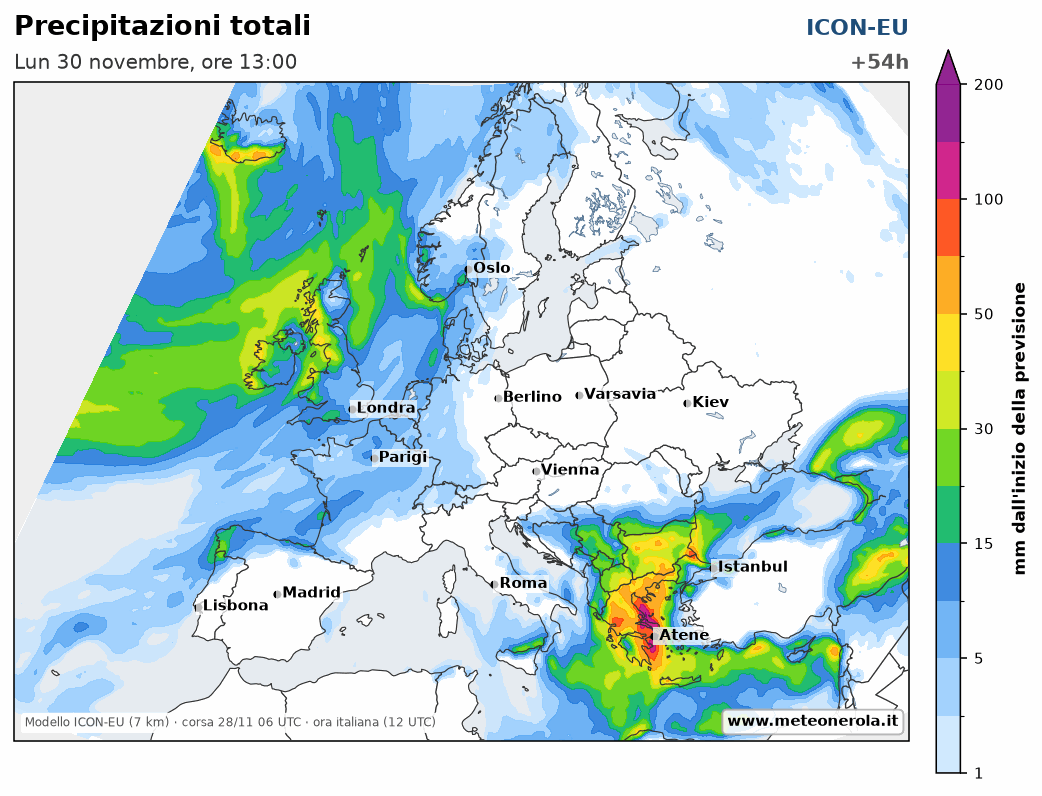 Precipitazioni totali
ICON-EU
Lun 30 novembre, ore 13:00
+54h
200
100
50
30
15
5
1
mm dall'inizio della previsione
Oslo
Berlino
Varsavia
Kiev
Londra
Parigi
Vienna
Istanbul
Roma
Madrid
Lisbona
Atene
Modello ICON-EU (7 km) · corsa 28/11 06 UTC · ora italiana (12 UTC)
www.meteonerola.it